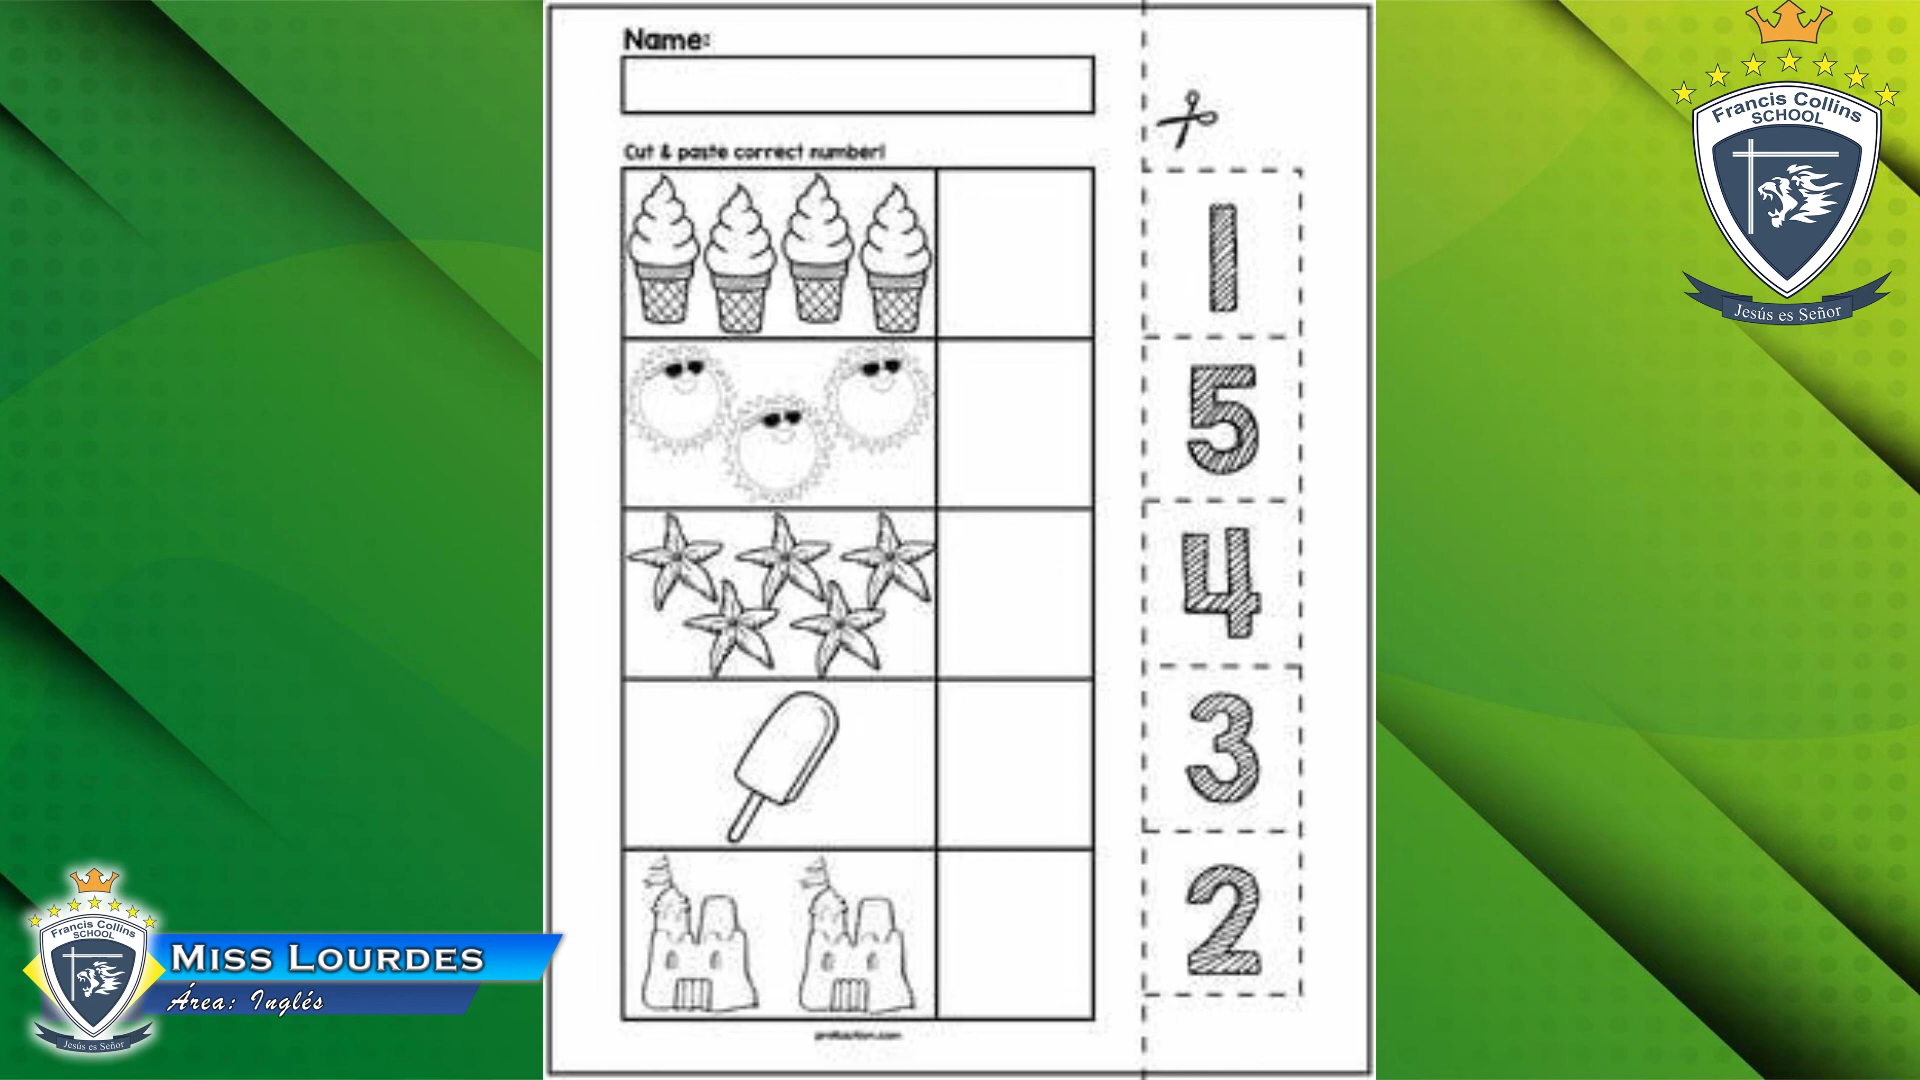 Name:
Cut & paste correct number!
1
5
4
3
2
Francis Collins
SCHOOL
Jesús es Señor
Francis Collins
SCHOOL
Jesús es Señor
MISS LOURDES
Área: Inglés